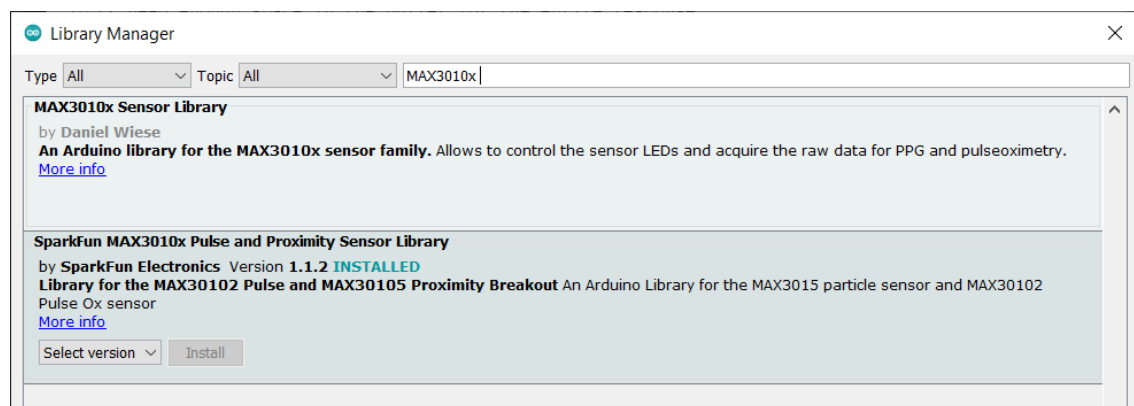 Library Manager
Type All Topic All MAX3010x
MAX3010x Sensor Library
by Daniel Wiese
An Arduino library for the MAX3010x sensor family. Allows to control the sensor LEDs and acquire the raw data for PPG and pulseoximetry.
More info
SparkFun MAX3010x Pulse and Proximity Sensor Library
by SparkFun Electronics Version 1.1.2 INSTALLED
Library for the MAX30102 Pulse and MAX30105 Proximity Breakout An Arduino Library for the MAX3015 particle sensor and MAX30102
Pulse Ox sensor
More info
Select version Install